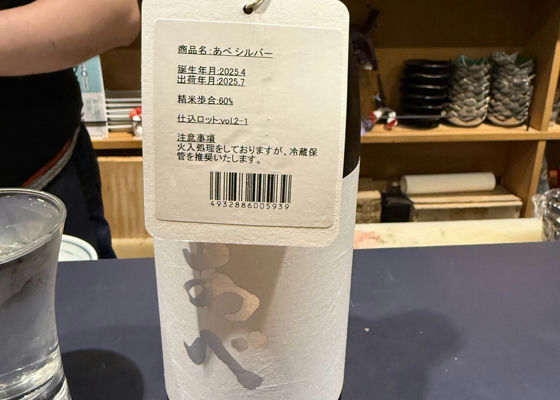 商品名:あべシルバー
誕生年月:2025.4
出荷年月:2025.7
精米歩合:60%
仕込ロット:vol.2-1
注意事項
火入処理をしておりますが、冷蔵保
管を推奨いたします。
4932886005939